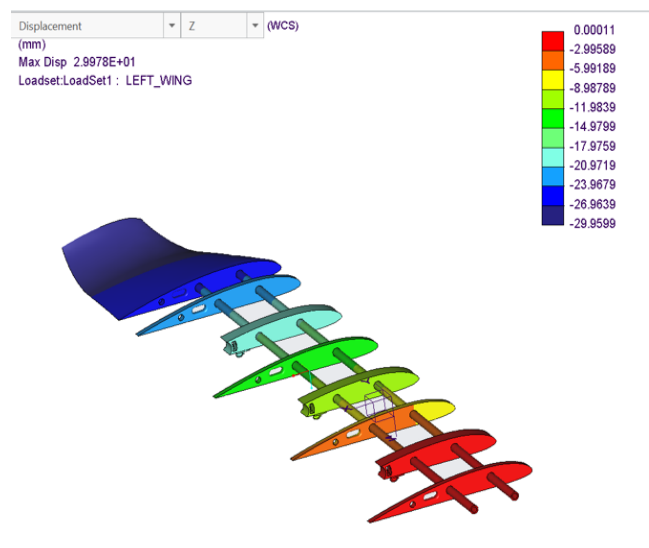 Displacement Z (WCS)
(mm)
Max Disp 2.9978E+01
Loadset:LoadSet1 : LEFT_WING
0.00011
-2.99589
-5.99189
-8.98789
-11.9839
-14.9799
-17.9759
-20.9719
-23.9679
-26.9639
-29.9599